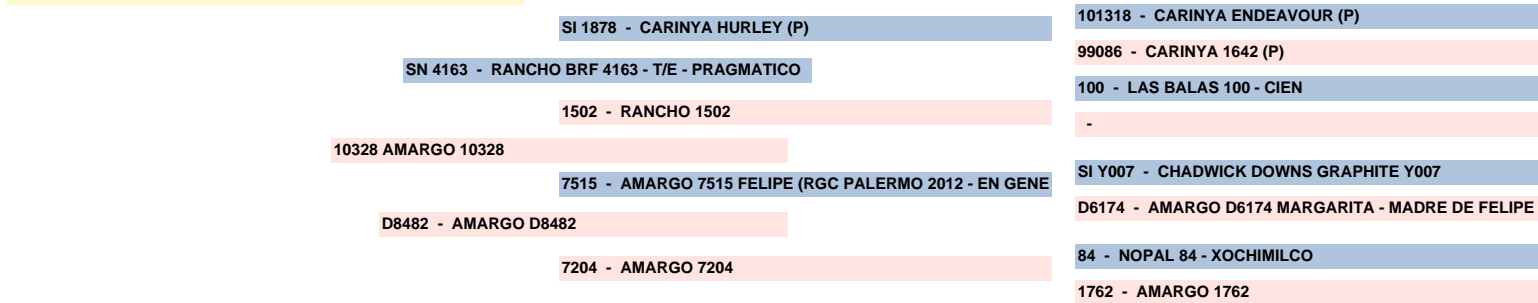 SI 1878 - CARINYA HURLEY (P)
SN 4163 - RANCHO BRF 4163 - T/E - PRAGMATICO
1502 - RANCHO 1502
10328 AMARGO 10328
7515 - AMARGO 7515 FELIPE (RGC PALERMO 2012 - EN GENE
D8482 - AMARGO D8482
7204 - AMARGO 7204
101318 - CARINYA ENDEAVOUR (P)
99086 - CARINYA 1642 (P)
100 - LAS BALAS 100 - CIEN
-
SI Y007 - CHADWICK DOWNS GRAPHITE Y007
D6174 - AMARGO D6174 MARGARITA - MADRE DE FELIPE
84 - NOPAL 84 - XOCHIMILCO
1762 - AMARGO 1762